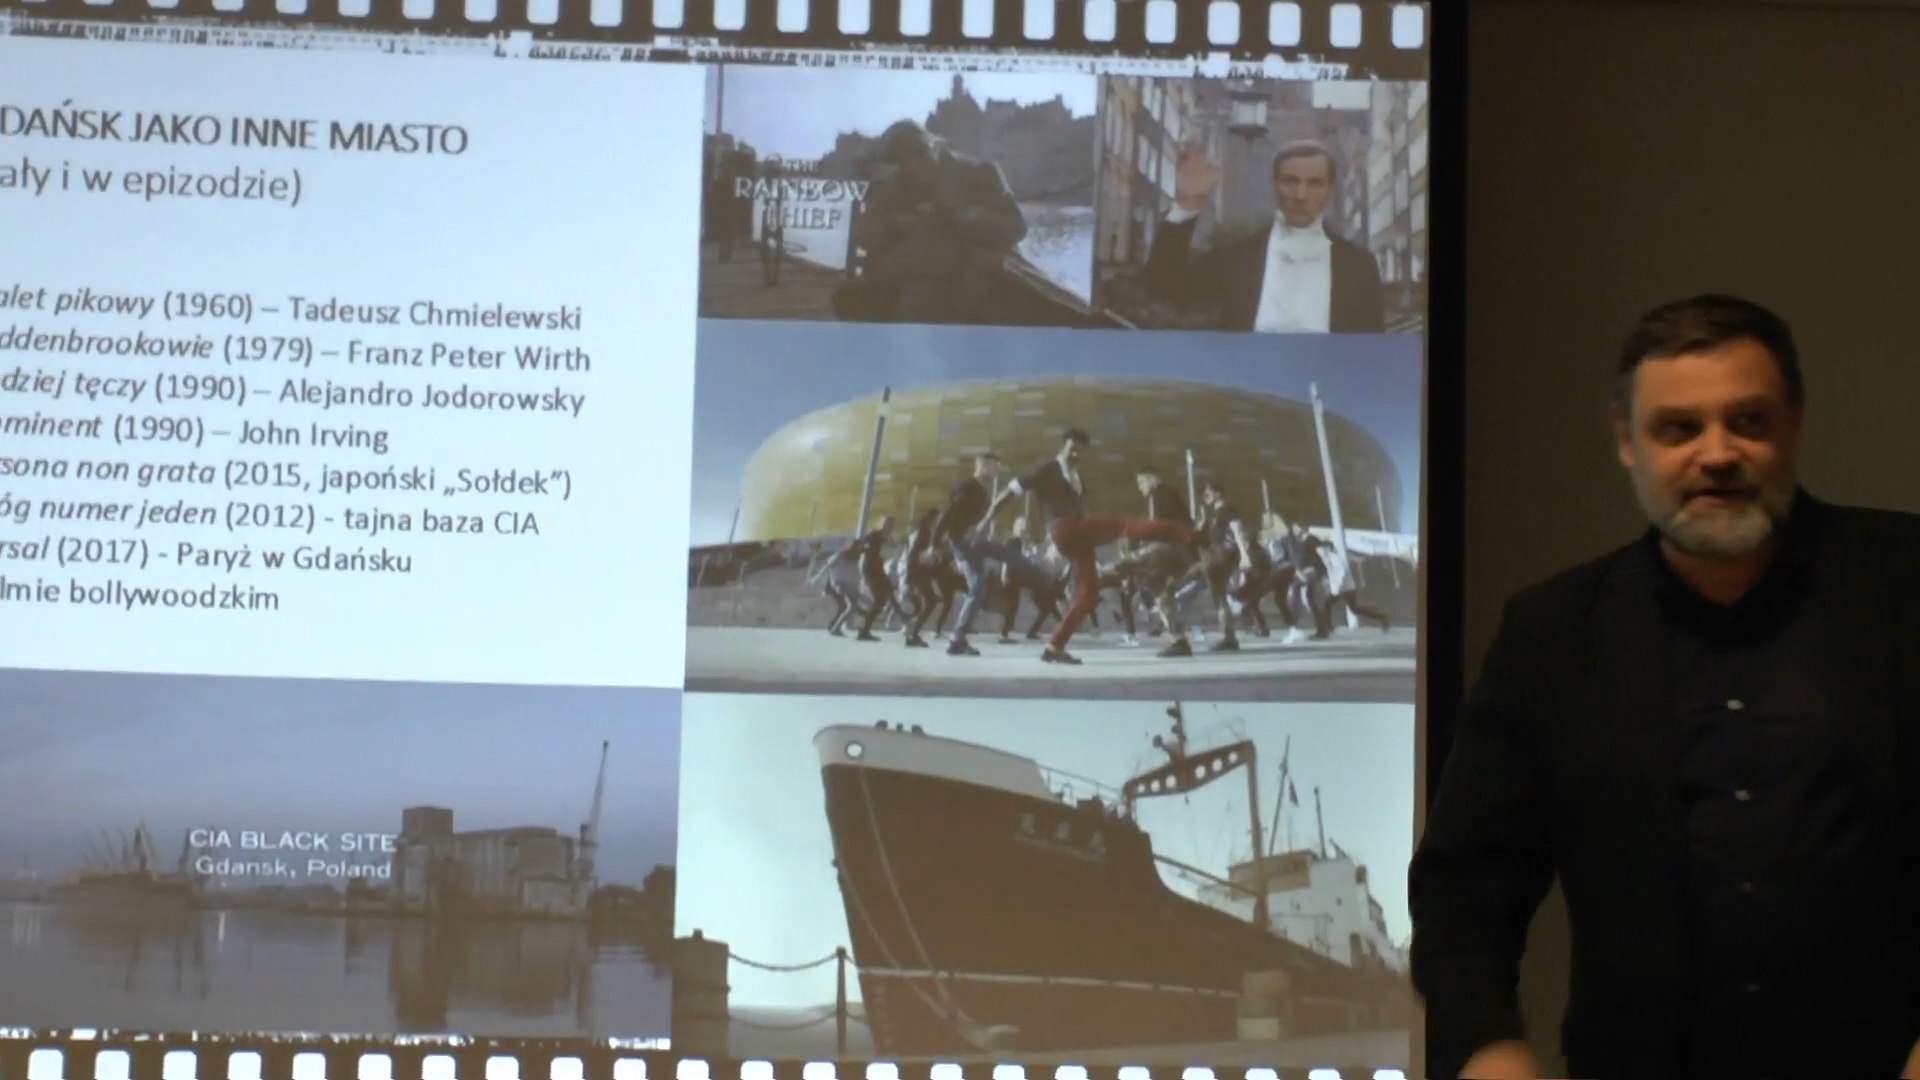 DAŃSK JAKO INNE MIASTO
ały i w epizodzie)
alet pikowy (1960) – Tadeusz Chmielewski
ddenbrookowie (1979) – Franz Peter Wirth
dziej tęczy (1990) – Alejandro Jodorowsky
minent (1990) – John Irving
sona non grata (2015, japoński „Sołdek”)
óg numer jeden (2012) - tajna baza CIA
rsal (2017) - Paryż w Gdańsku
lmie bollywoodzkim
THE
RAINBOW
THIEF
CIA BLACK SITE
Gdansk, Poland